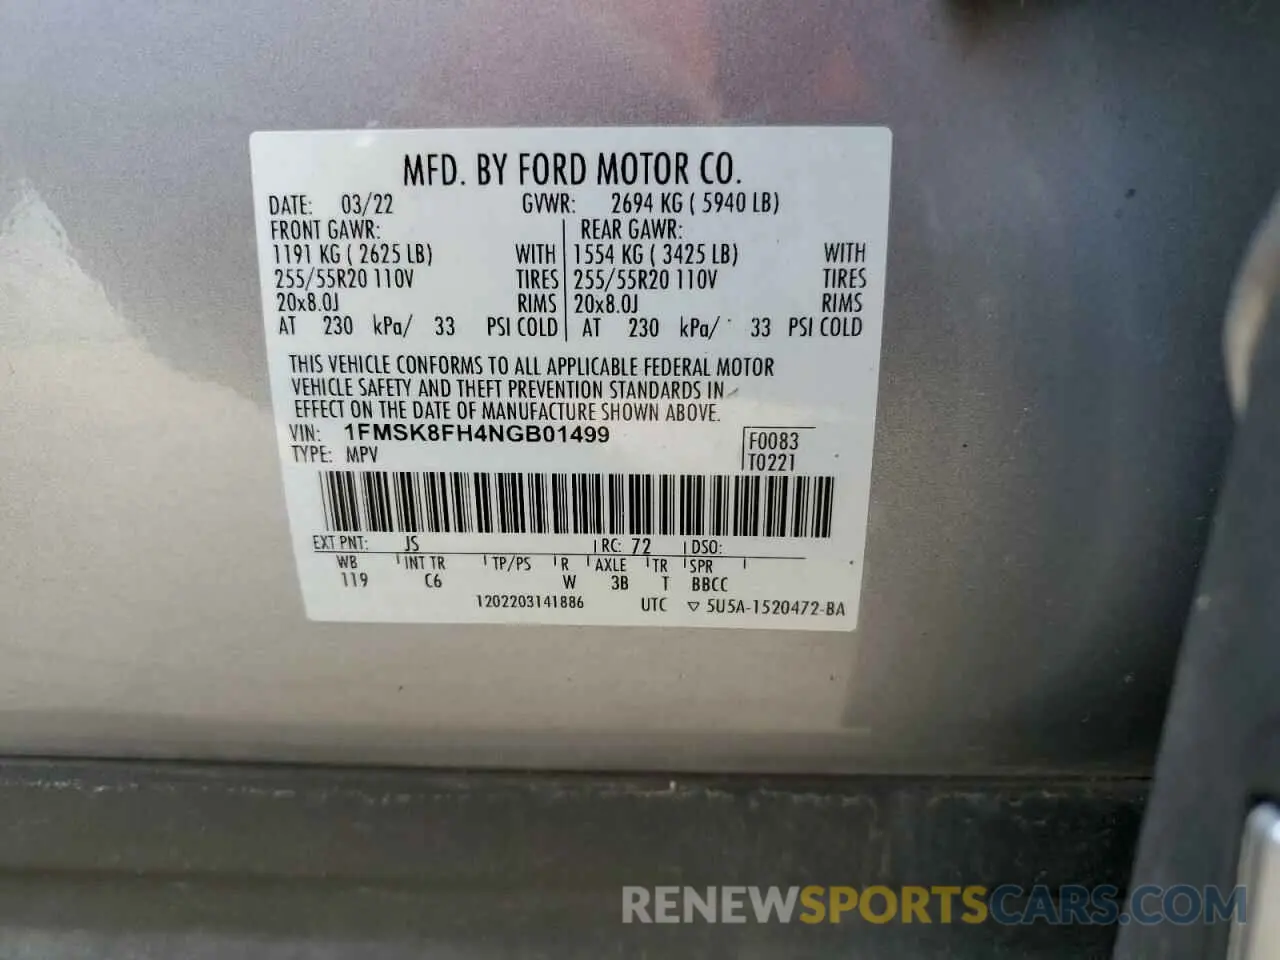 MFD. BY FORD MOTOR CO.
DATE: 03/22 GVWR: 2694 KG ( 5940 LB)
FRONT GAWR: REAR GAWR:
1191 KG ( 2625 LB) WITH 1554 KG ( 3425 LB) WITH
255/55R20 110V TIRES 255/55R20 110V TIRES
20x8.0J RIMS 20x8.0J RIMS
AT 230 kPa/ 33 PSI COLD AT 230 kPa/ 33 PSI COLD
THIS VEHICLE CONFORMS TO ALL APPLICABLE FEDERAL MOTOR
VEHICLE SAFETY AND THEFT PREVENTION STANDARDS IN
EFFECT ON THE DATE OF MANUFACTURE SHOWN ABOVE.
VIN: 1FMSK8FH4NGB01499 F0083
TYPE: MPV T0221
EXT PNT: JS RC: 72 DSO:
WB INT TR TP/PS R AXLE TR SPR
119 C6 W 3B T BBCC
1202203141886 UTC ▽ 5U5A-1520472-BA
RENEWSPORTSCARS.COM